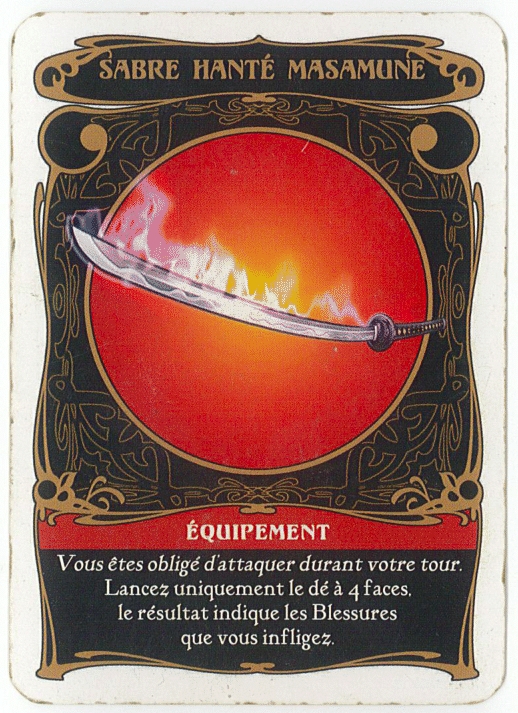 SABRE HANTÉ MASAMUNE
ÉQUIPEMENT
Vous êtes obligé d'attaquer durant votre tour.
Lancez uniquement le dé à 4 faces,
le résultat indique les Blessures
que vous infligez.